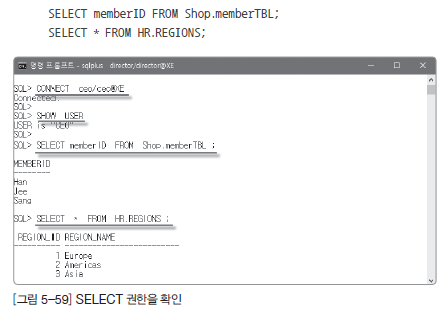 SELECT memberID FROM Shop.memberTBL;
SELECT * FROM HR.REGIONS;
명령 프롬프트 - sqlplus director/director@XE
SQL> CONNECT ceo/ceo@XE
Connected.
SQL>
SQL> SHOW USER
USER is "CEO"
SQL>
SQL> SELECT memberID FROM Shop.memberTBL ;
MEMBERID
--------
Han
Jee
Sang
SQL> SELECT * FROM HR.REGIONS ;
REGION_ID REGION_NAME
---------- -------------------------
1 Europe
2 Americas
3 Asia
[그림 5-59] SELECT 권한을 확인